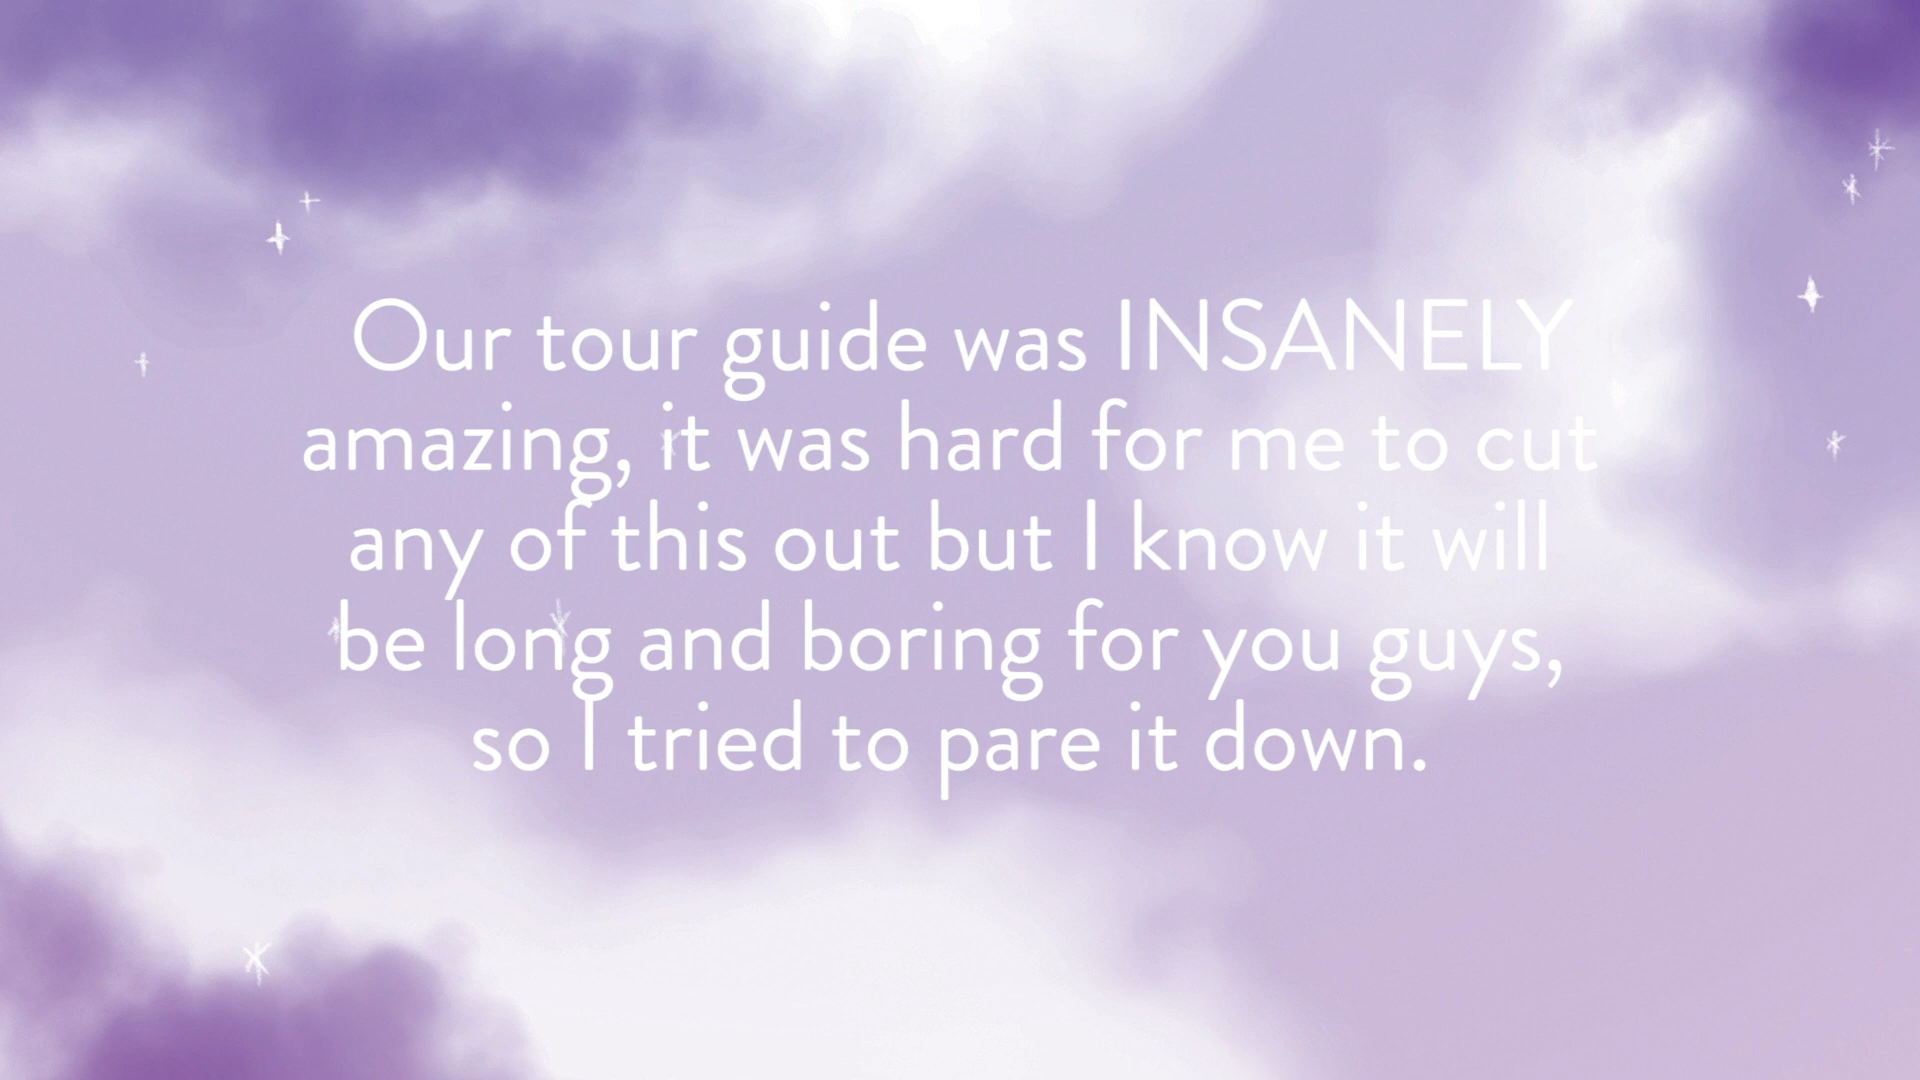 Our tour guide was INSANELY
amazing, it was hard for me to cut
any of this out but I know it will
be long and boring for you guys,
so I tried to pare it down.